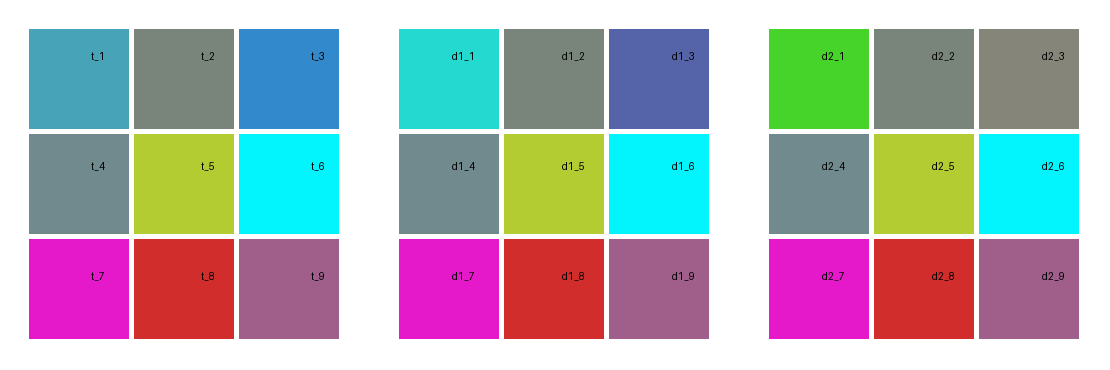 t_1 t_2 t_3 d1_1 d1_2 d1_3 d2_1 d2_2 d2_3
t_4 t_5 t_6 d1_4 d1_5 d1_6 d2_4 d2_5 d2_6
t_7 t_8 t_9 d1_7 d1_8 d1_9 d2_7 d2_8 d2_9